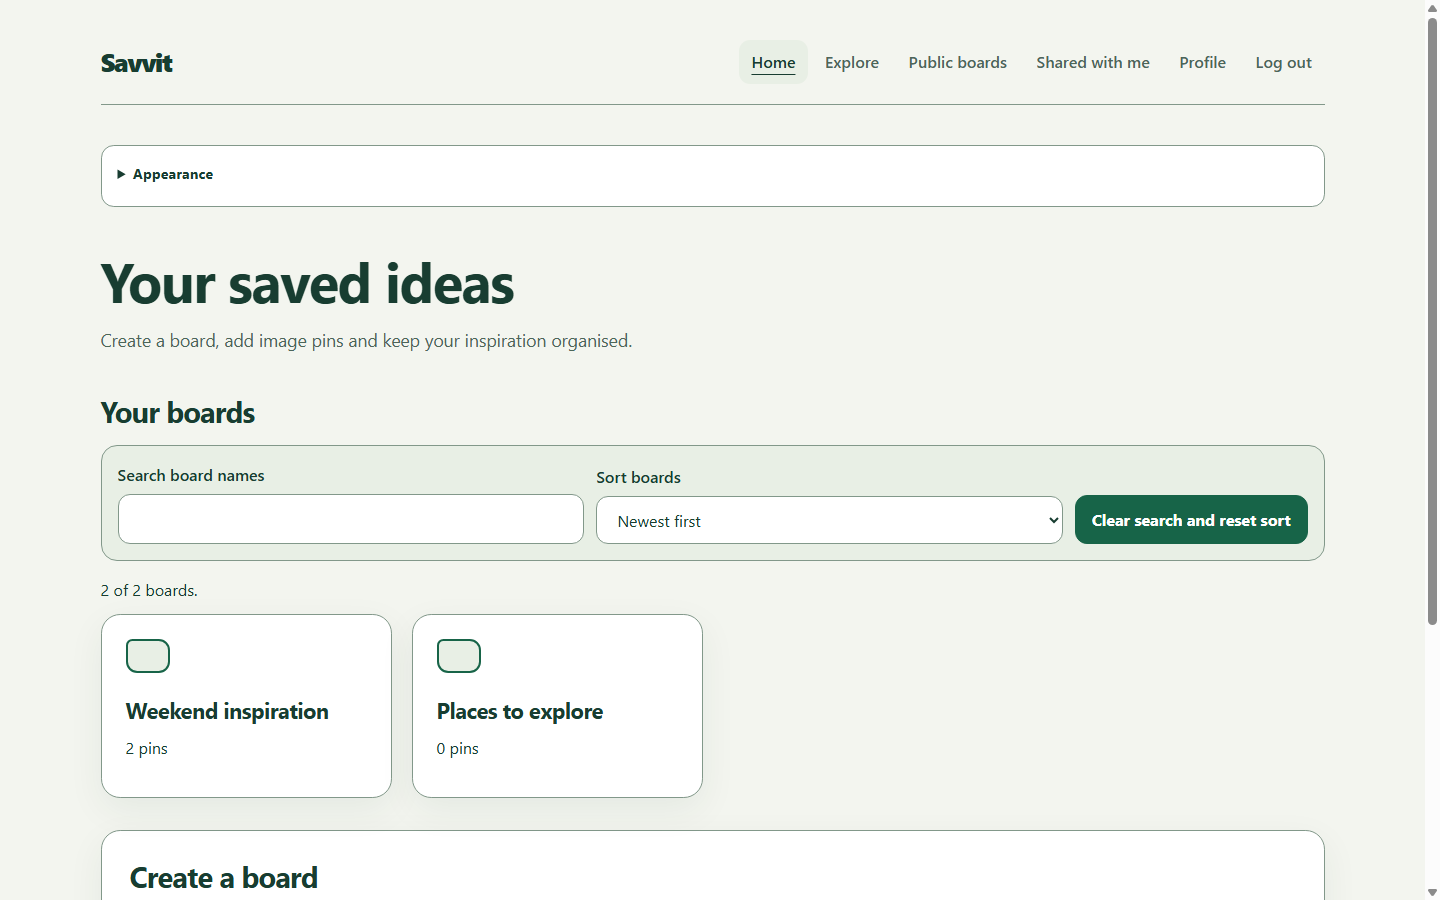 Savvit
Home
Explore
Public boards
Shared with me
Profile
Log out
Appearance
Your saved ideas
Create a board, add image pins and keep your inspiration organised.
Your boards
Search board names
Sort boards
Newest first
Clear search and reset sort
2 of 2 boards.
Weekend inspiration
2 pins
Places to explore
0 pins
Create a board